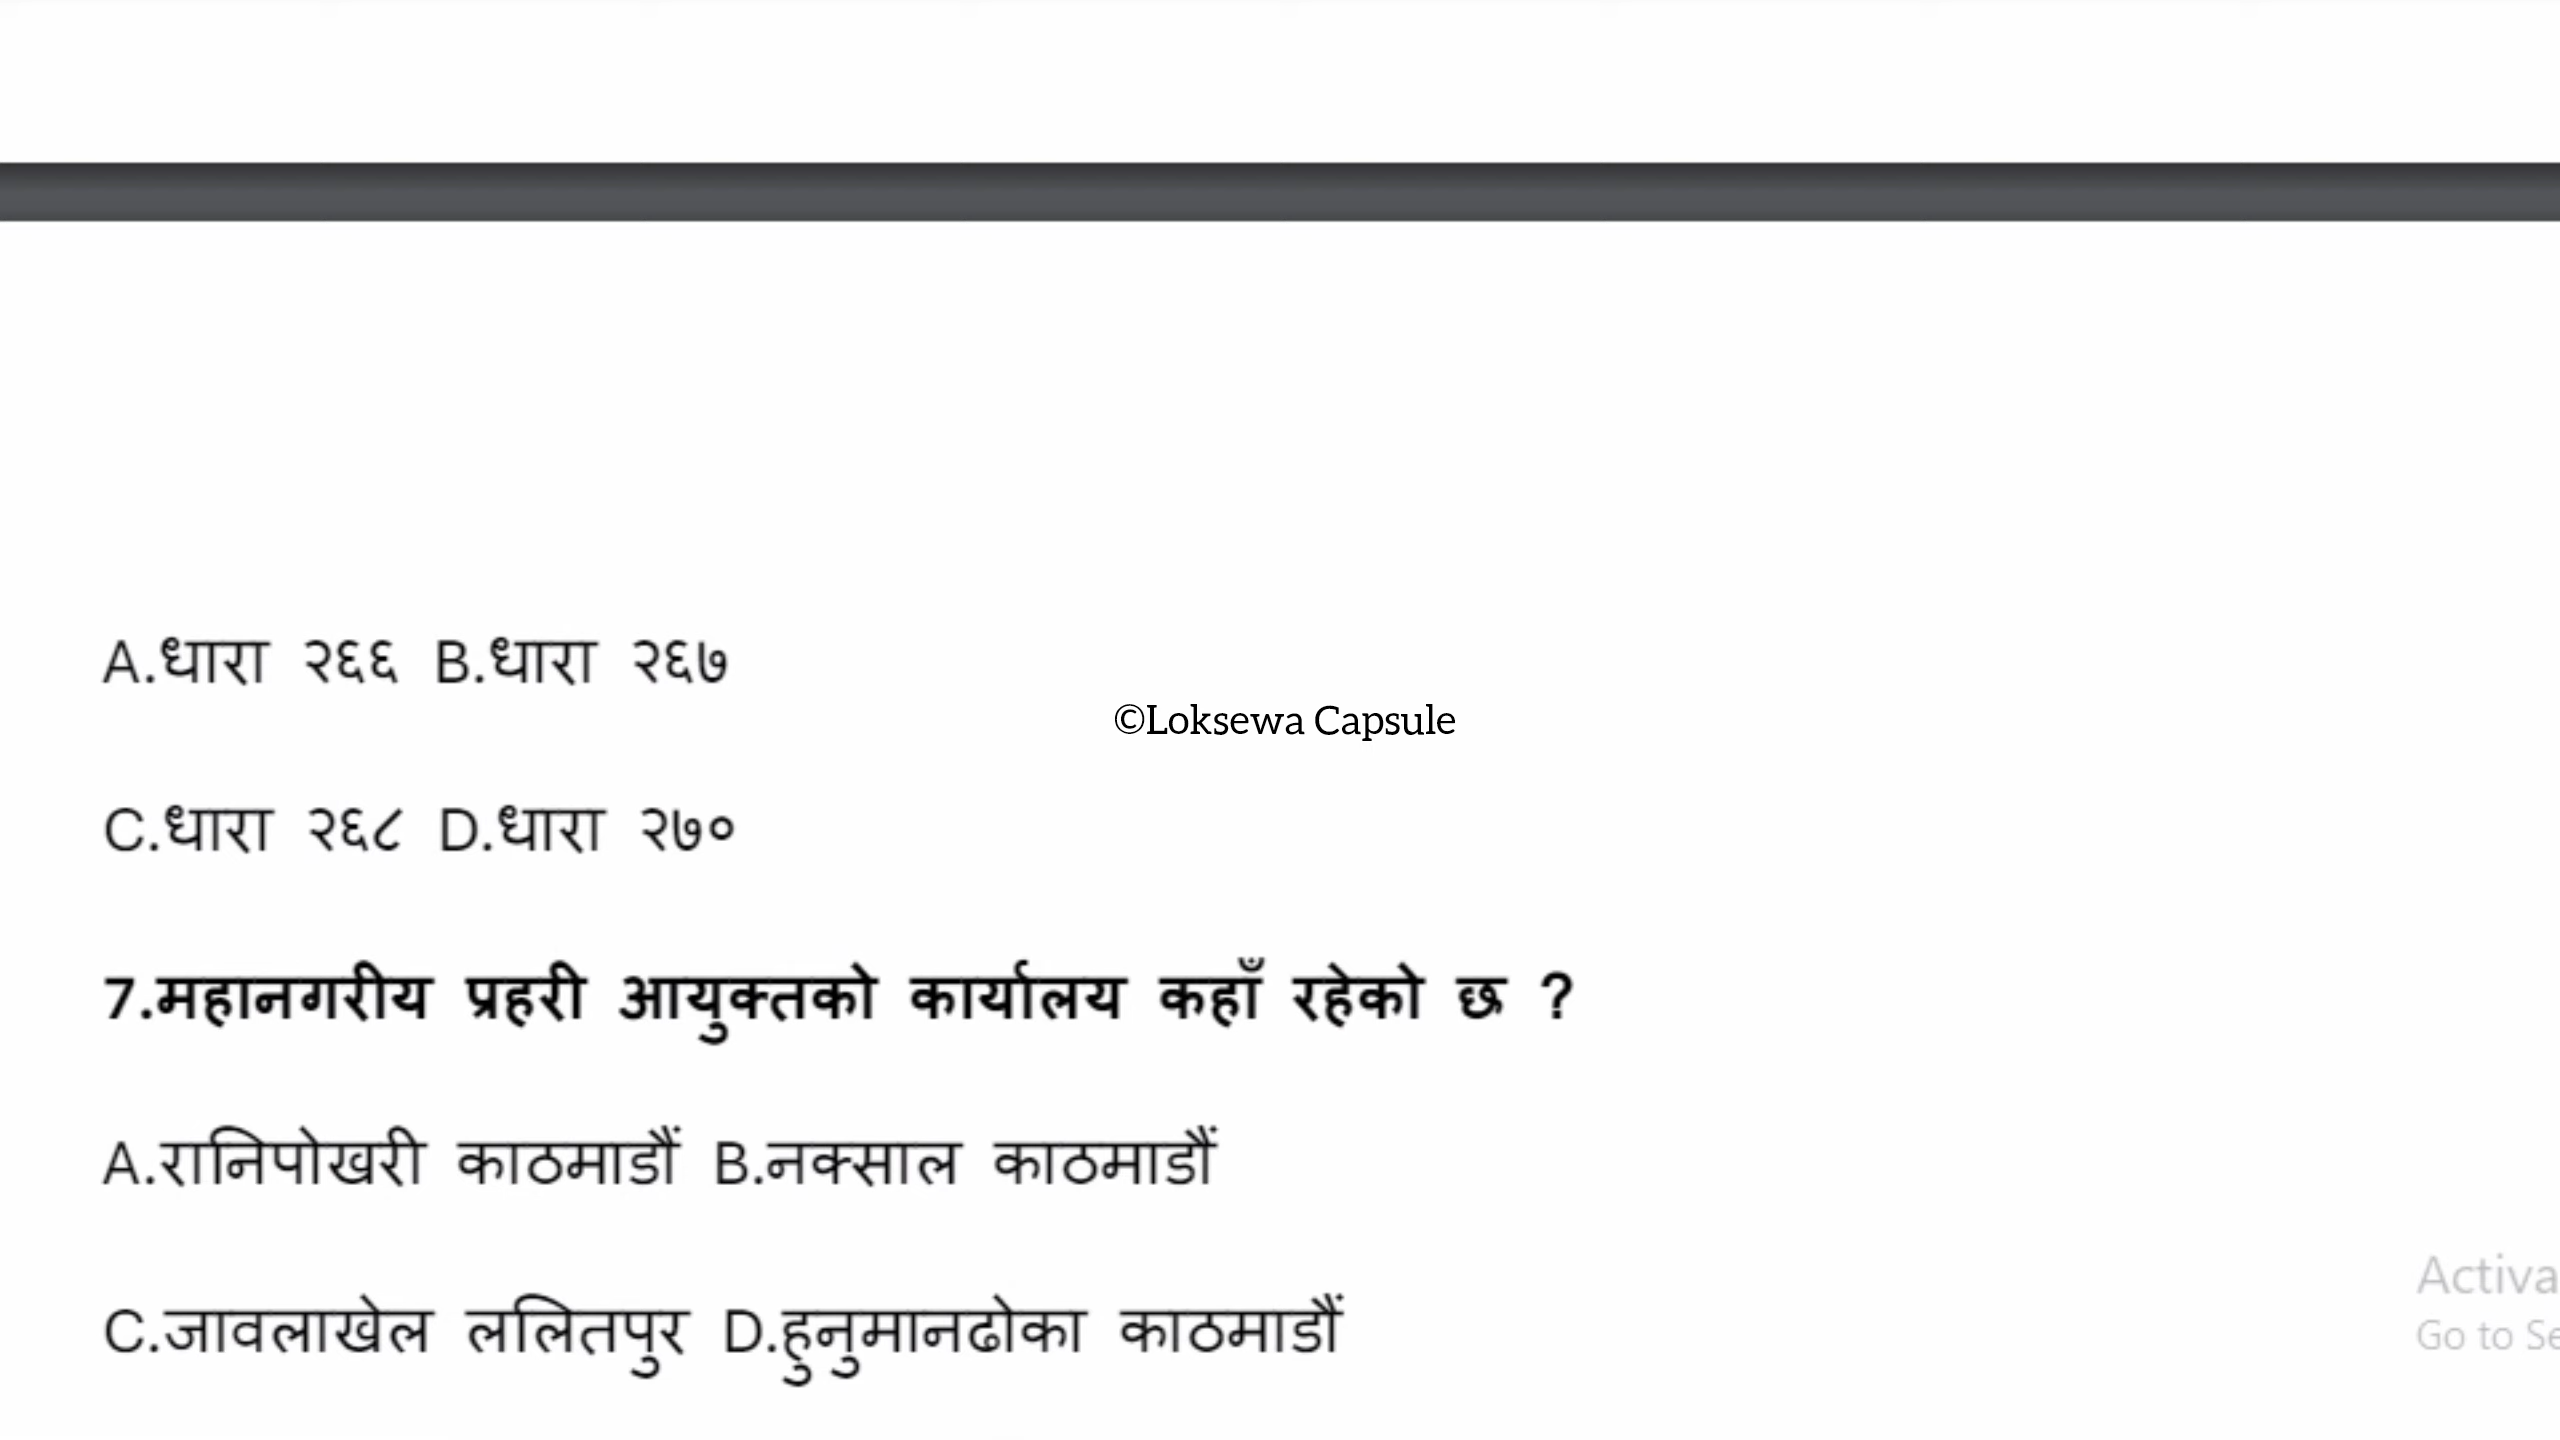 A.धारा २६६ B.धारा २६७
©Loksewa Capsule
C.धारा २६८ D.धारा २७०
7.महानगरीय प्रहरी आयुक्तको कार्यालय कहाँ रहेको छ ?
A.रानिपोखरी काठमाडौं B.नक्साल काठमाडौं
Activa
Go to Se
C.जावलाखेल ललितपुर D.हुनुमानढोका काठमाडौं